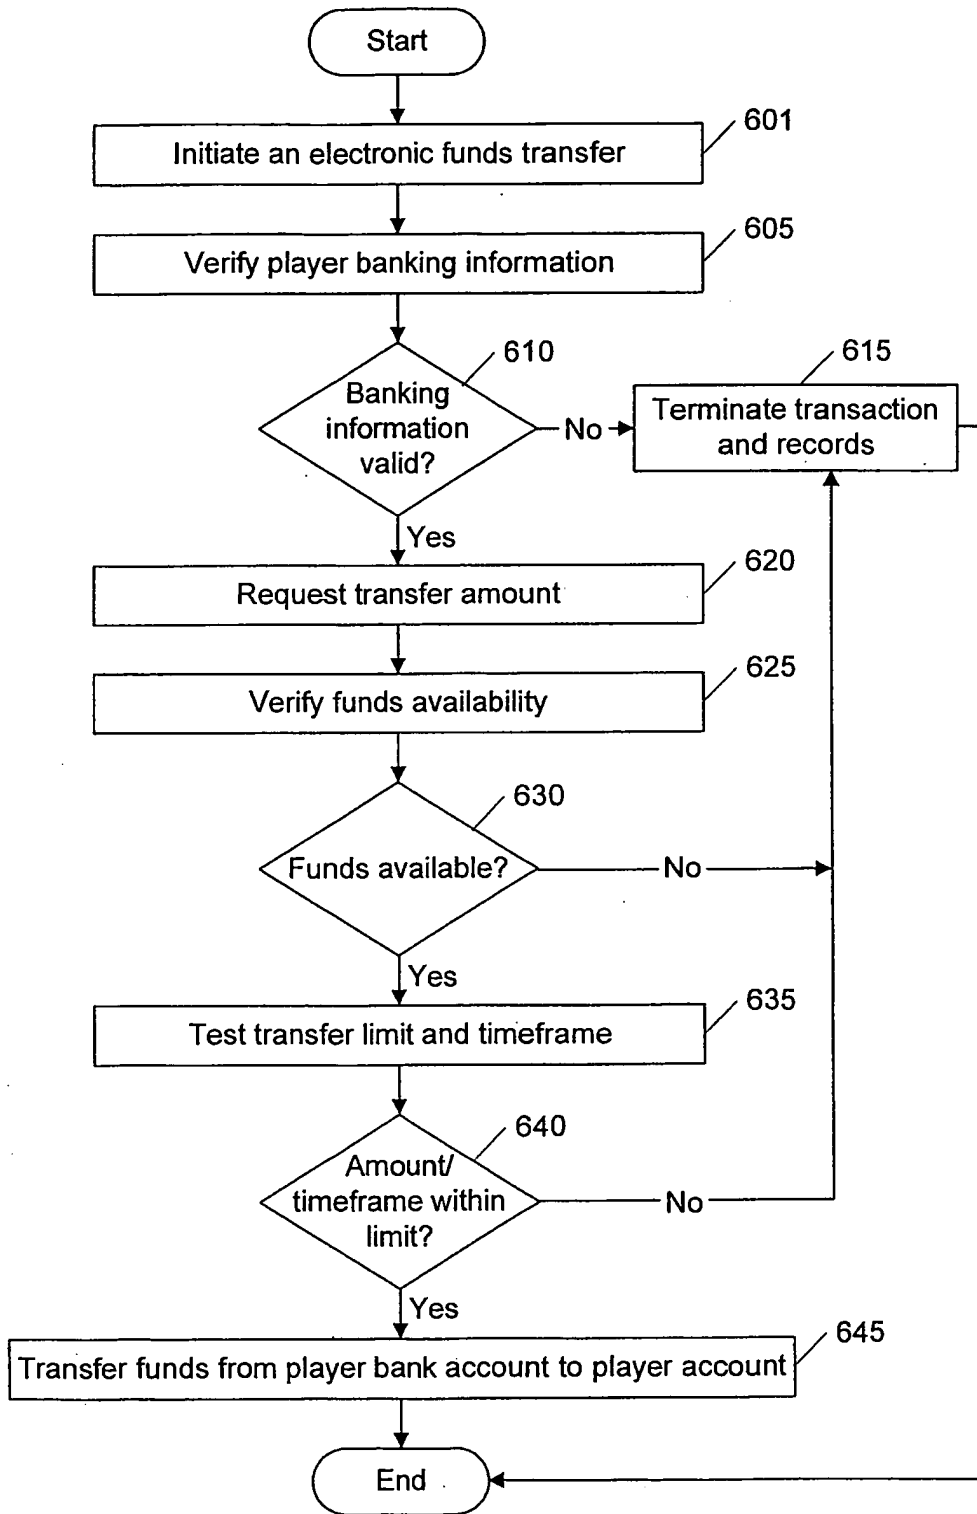 Start
601
Initiate an electronic funds transfer
605
Verify player banking information
610
Banking
information
valid?
No
615
Terminate transaction
and records
Yes
620
Request transfer amount
625
Verify funds availability
630
Funds available?
No
Yes
635
Test transfer limit and timeframe
640
Amount/
timeframe within
limit?
No
Yes
645
Transfer funds from player bank account to player account
End